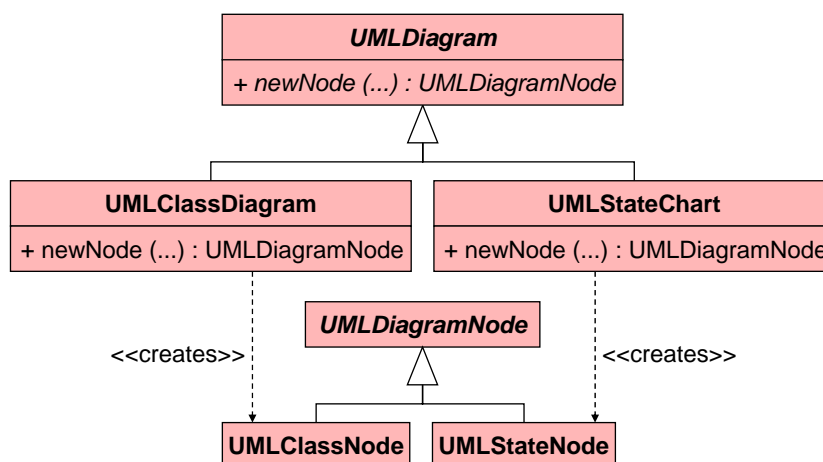 UMLDiagram
+ newNode (...) : UMLDiagramNode
UMLClassDiagram
+ newNode (...) : UMLDiagramNode
UMLStateChart
+ newNode (...) : UMLDiagramNode
UMLDiagramNode
<<creates>>
<<creates>>
UMLClassNode
UMLStateNode